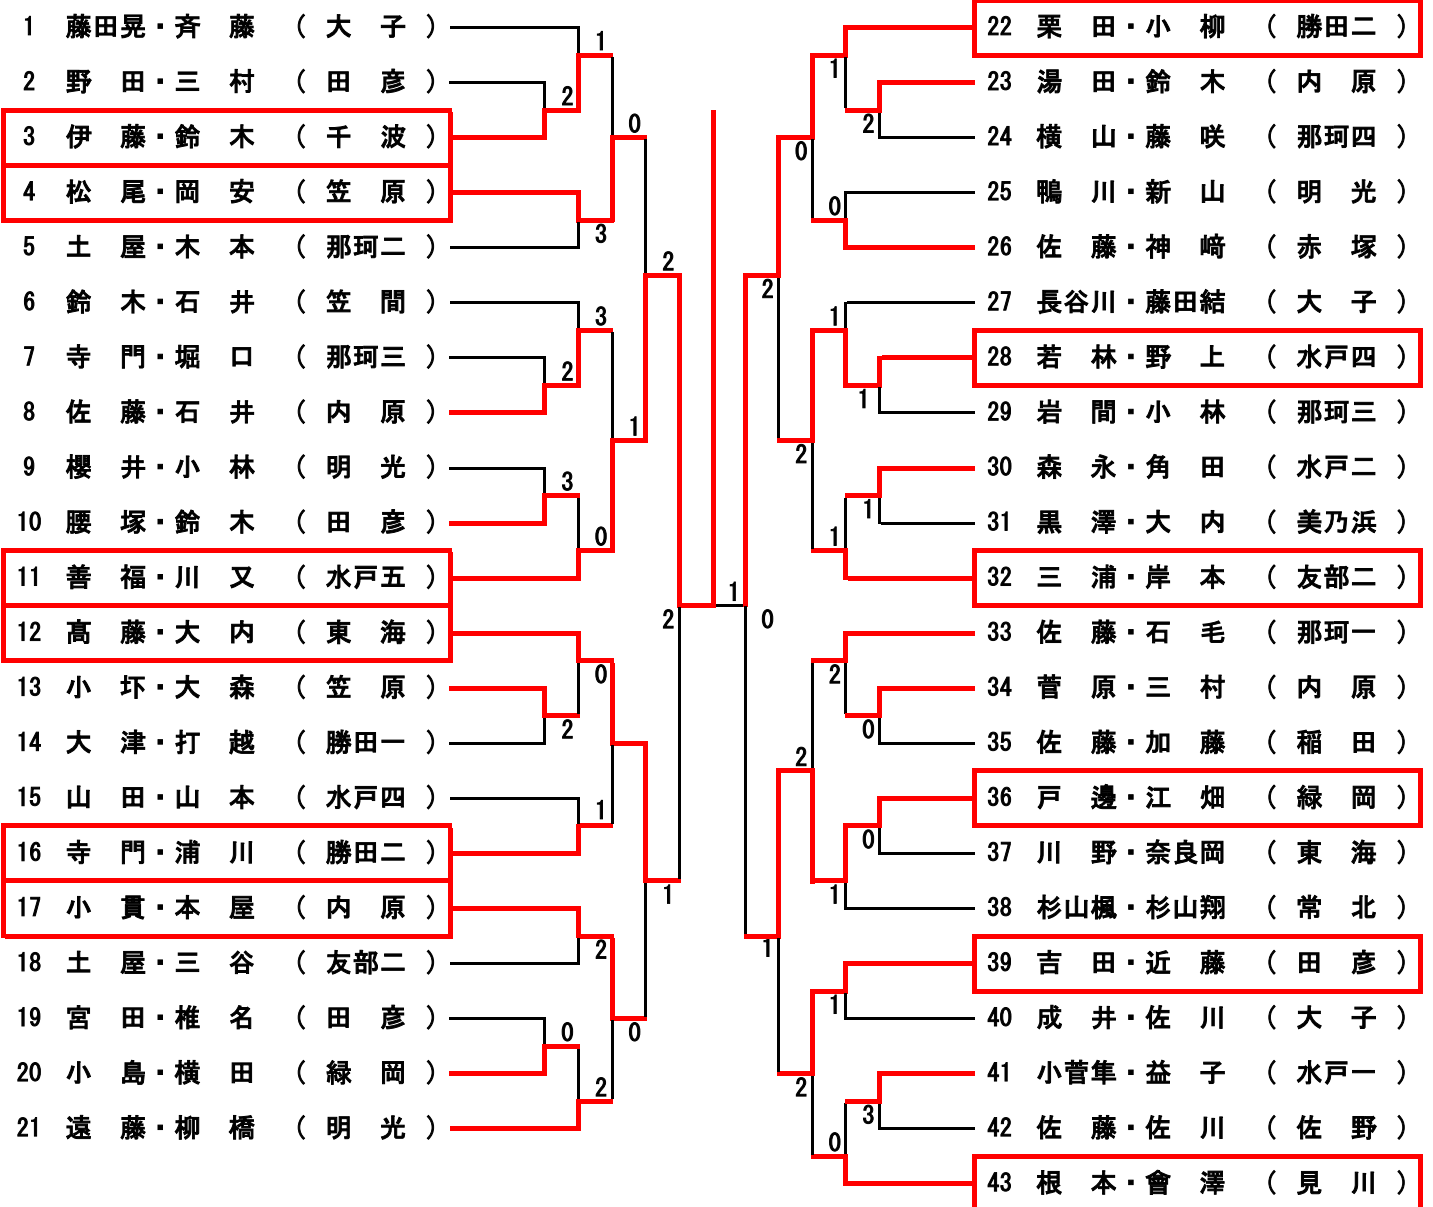 1 藤田晃・斉 藤 ( 大 子 )
2 野 田・三 村 ( 田 彦 )
3 伊 藤・鈴 木 ( 千 波 )
4 松 尾・岡 安 ( 笠 原 )
5 土 屋・木 本 ( 那珂二 )
6 鈴 木・石 井 ( 笠 間 )
7 寺 門・堀 口 ( 那珂三 )
8 佐 藤・石 井 ( 内 原 )
9 櫻 井・小 林 ( 明 光 )
10 腰 塚・鈴 木 ( 田 彦 )
11 善 福・川 又 ( 水戸五 )
12 髙 藤・大 内 ( 東 海 )
13 小 圷・大 森 ( 笠 原 )
14 大 津・打 越 ( 勝田一 )
15 山 田・山 本 ( 水戸四 )
16 寺 門・浦 川 ( 勝田二 )
17 小 貫・本 屋 ( 内 原 )
18 土 屋・三 谷 ( 友部二 )
19 宮 田・椎 名 ( 田 彦 )
20 小 島・横 田 ( 緑 岡 )
21 遠 藤・柳 橋 ( 明 光 )
1
2
0
3
2
3
2
1
3
0
2
0
2
1
1
2
0
0
2
1
0
1
2
0
0
2
1
1
2
1
1
2
0
2
0
1
1
1
2
3
0
22 栗 田・小 柳 ( 勝田二 )
23 湯 田・鈴 木 ( 内 原 )
24 横 山・藤 咲 ( 那珂四 )
25 鴨 川・新 山 ( 明 光 )
26 佐 藤・神 﨑 ( 赤 塚 )
27 長谷川・藤田結 ( 大 子 )
28 若 林・野 上 ( 水戸四 )
29 岩 間・小 林 ( 那珂三 )
30 森 永・角 田 ( 水戸二 )
31 黒 澤・大 内 ( 美乃浜 )
32 三 浦・岸 本 ( 友部二 )
33 佐 藤・石 毛 ( 那珂一 )
34 菅 原・三 村 ( 内 原 )
35 佐 藤・加 藤 ( 稲 田 )
36 戸 邊・江 畑 ( 緑 岡 )
37 川 野・奈良岡 ( 東 海 )
38 杉山楓・杉山翔 ( 常 北 )
39 吉 田・近 藤 ( 田 彦 )
40 成 井・佐 川 ( 大 子 )
41 小菅隼・益 子 ( 水戸一 )
42 佐 藤・佐 川 ( 佐 野 )
43 根 本・會 澤 ( 見 川 )